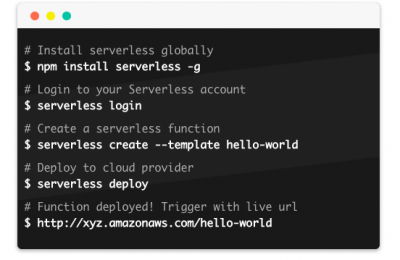 # Install serverless globally
$ npm install serverless -g
# Login to your Serverless account
$ serverless login
# Create a serverless function
$ serverless create --template hello-world
# Deploy to cloud provider
$ serverless deploy
# Function deployed! Trigger with live url
$ http://xyz.amazonaws.com/hello-world